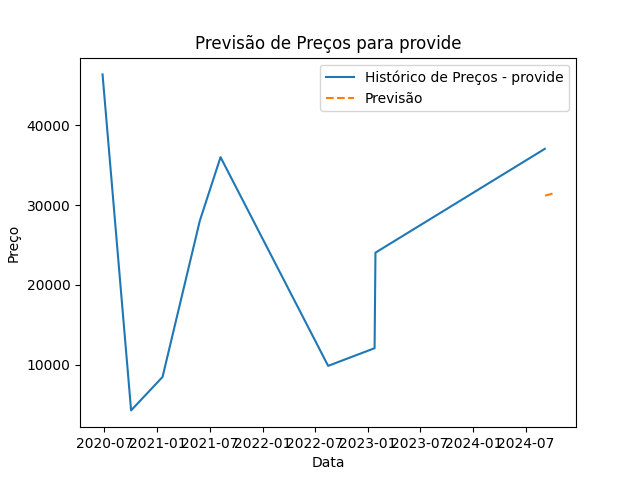 Previsão de Preços para provide
Histórico de Preços - provide
Previsão
Preço
40000
30000
20000
10000
2020-07 2021-01 2021-07 2022-01 2022-07 2023-01 2023-07 2024-01 2024-07
Data